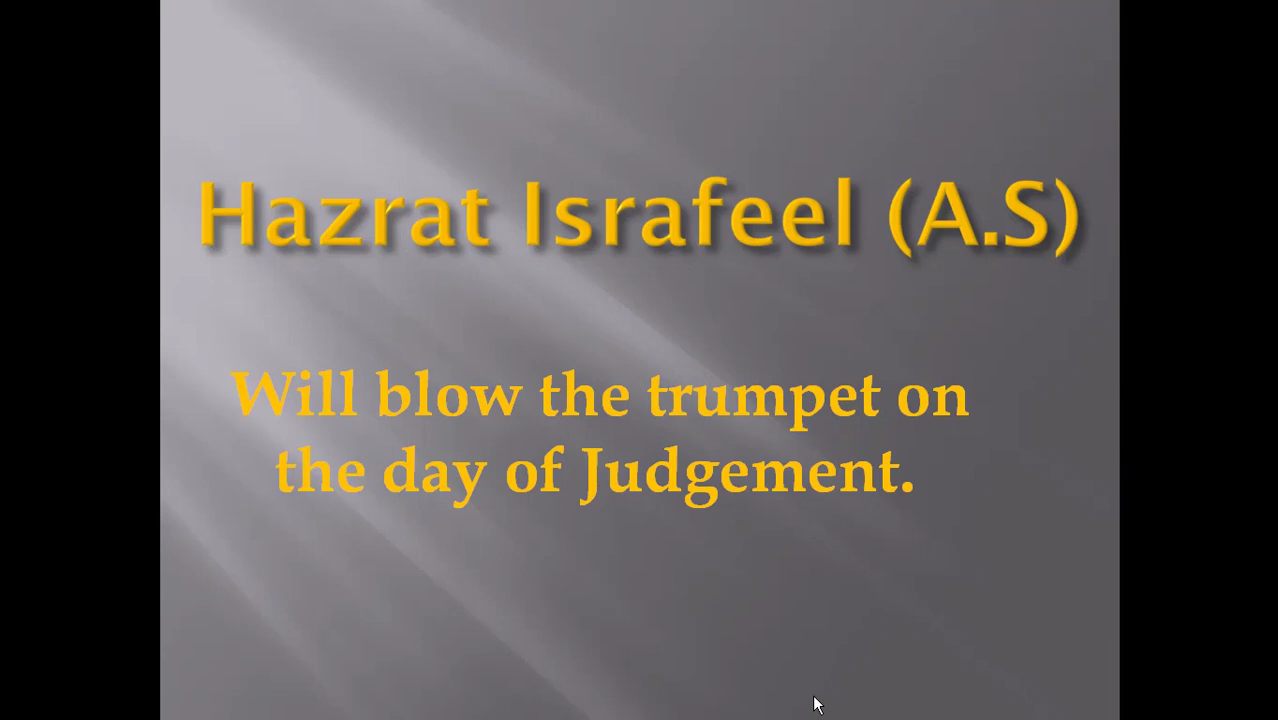 Hazrat Israfeel (A.S)
Will blow the trumpet on
the day of Judgement.